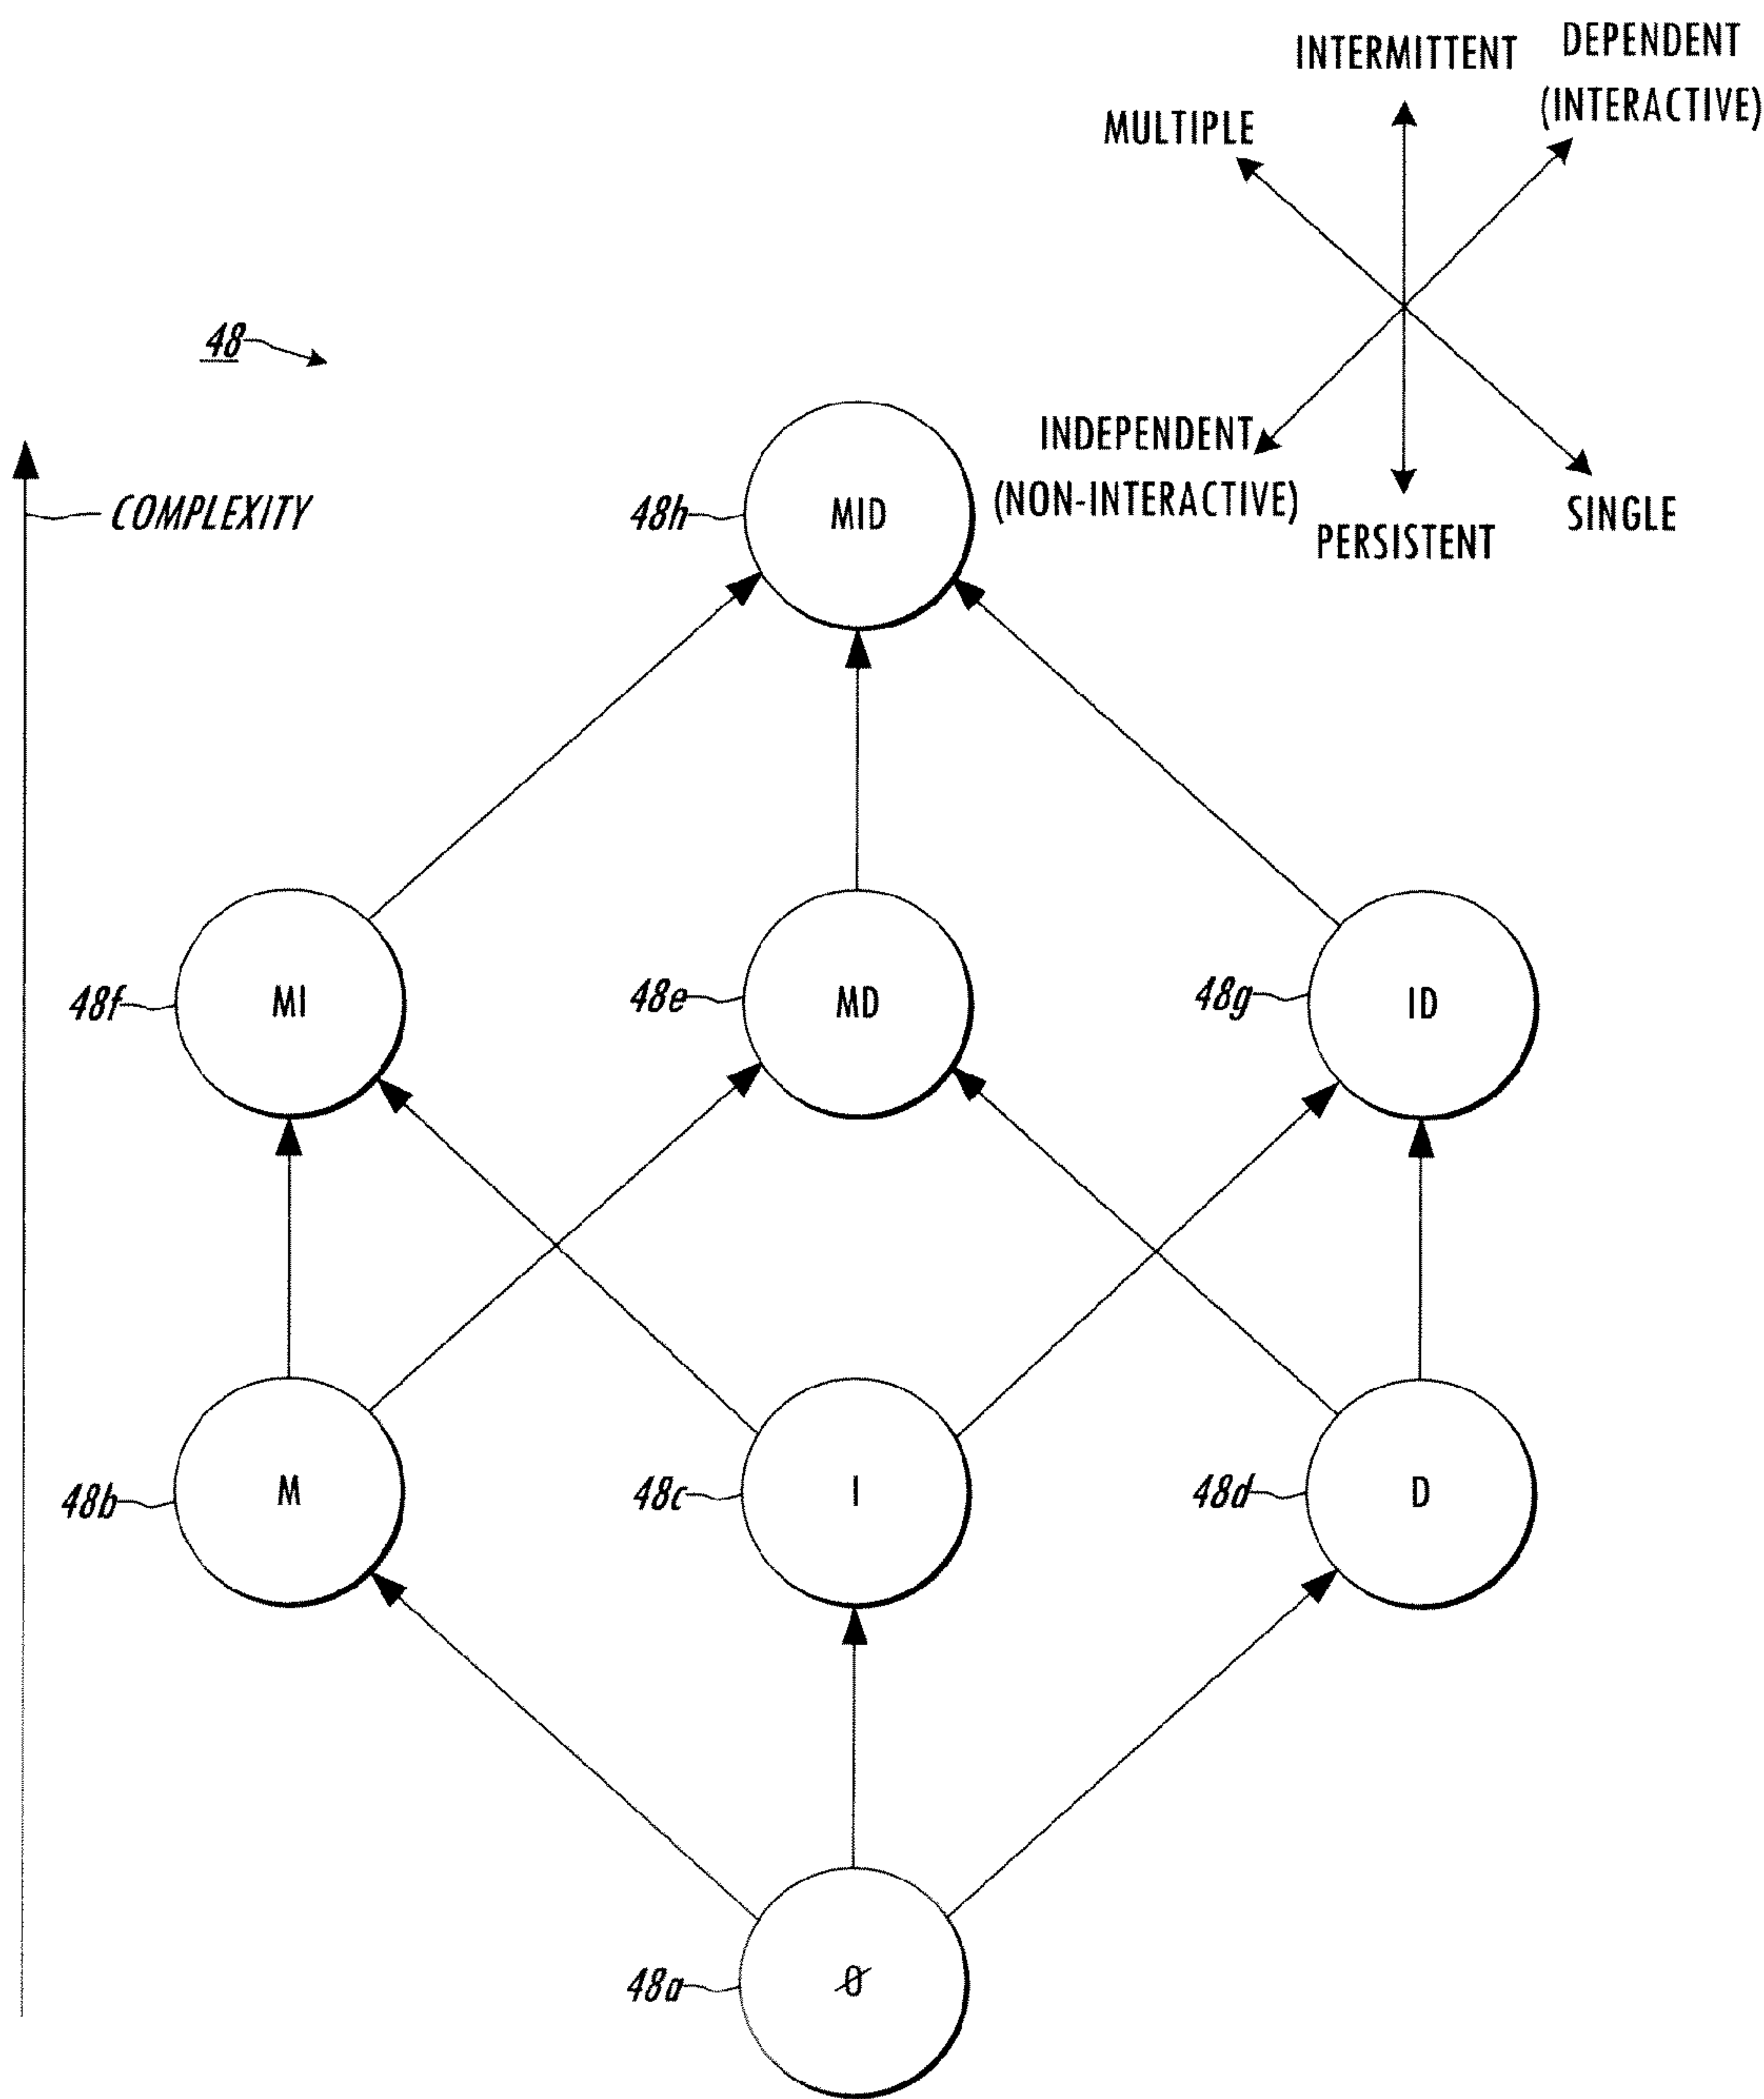 INTERMITTENT
DEPENDENT
(INTERACTIVE)
MULTIPLE
48
INDEPENDENT
(NON-INTERACTIVE)
PERSISTENT
SINGLE
COMPLEXITY
48h
MID
48f
MI
48e
MD
48g
ID
48b
M
48c
I
48d
D
48a
Ø